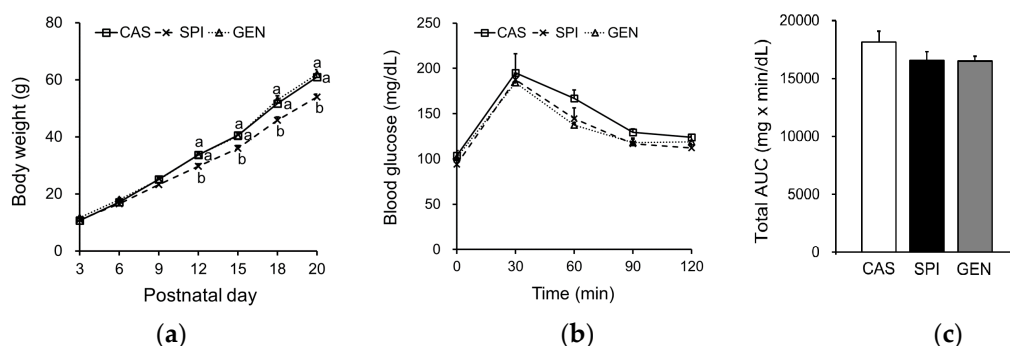 80
60
40
20
0
Body weight (g)
CAS SPI GEN
a
a
a
a
a
a
a
a
b
b
b
b
3 6 9 12 15 18 20
Postnatal day
(a)
250
200
150
100
50
0
Blood glucose (mg/dL)
CAS SPI GEN
0 30 60 90 120
Time (min)
(b)
20000
16000
15000
5000
0
Total AUC (mg x min/dL)
CAS SPI GEN
(c)